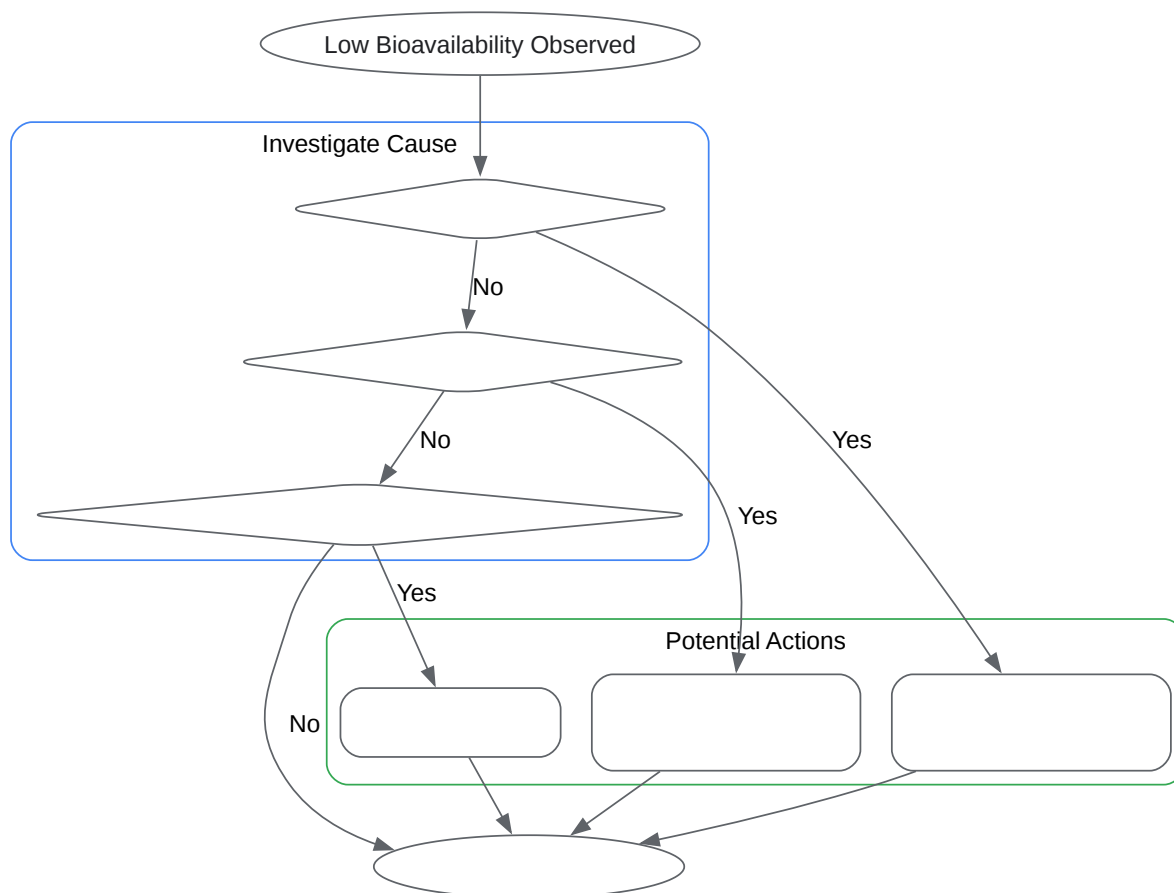 Low Bioavailability Observed
Investigate Cause
No
No
Yes
Yes
Yes
Potential Actions
No